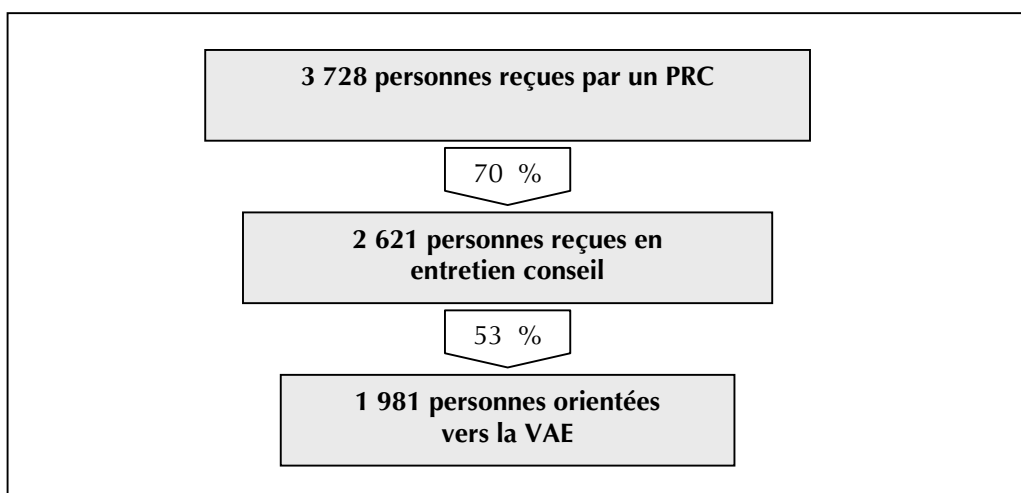 3 728 personnes reçues par un PRC
70 %
2 621 personnes reçues en
entretien conseil
53 %
1 981 personnes orientées
vers la VAE